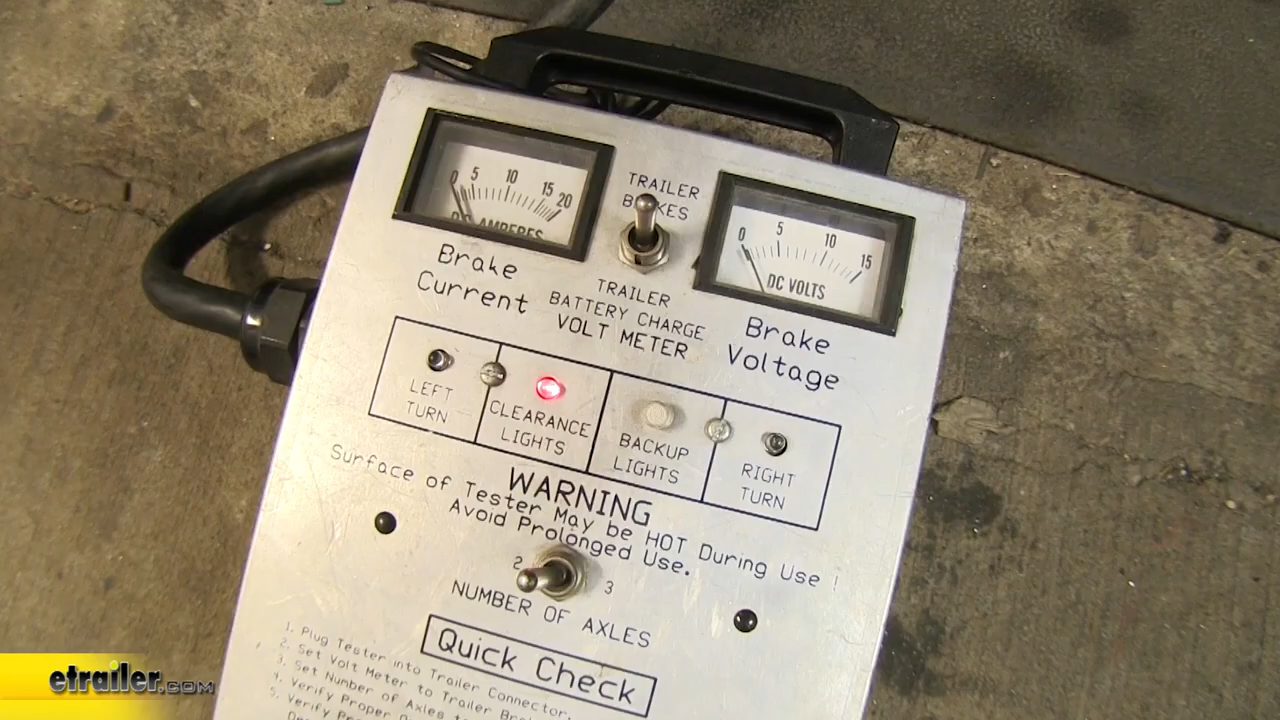 0 5 10 15 20
DC AMPERES
Brake
Current
TRAILER
BRAKES
TRAILER
BATTERY CHARGE
VOLT METER
0 5 10 15
DC VOLTS
Brake
Voltage
LEFT
TURN
CLEARANCE
LIGHTS
BACKUP
LIGHTS
RIGHT
TURN
WARNING
Surface of Tester May be HOT During Use !
Avoid Prolonged Use.
2 3
NUMBER OF AXLES
Quick Check
1. Plug Tester into Trailer Connector.
2. Set Volt Meter to Trailer
3. Set Number of Axles
4. Verify Proper
5. Verify
etrailer.com